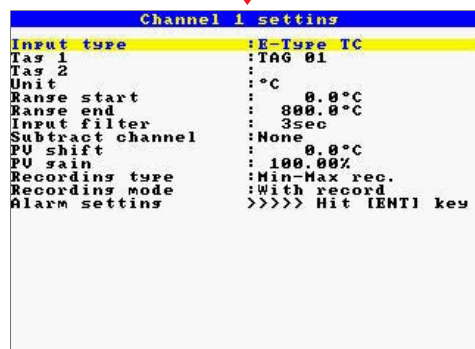 Channel 1 setting
Input type :E-Type TC
Tag 1 :TAG 01
Tag 2 :
Unit :°C
Range start : 0.0°C
Range end : 800.0°C
Input filter : 3sec
Subtract channel :None
PV shift : 0.0°C
PV gain : 100.00%
Recording type :Min-Max rec.
Recording mode :With record
Alarm setting >>>>> Hit [ENT] key